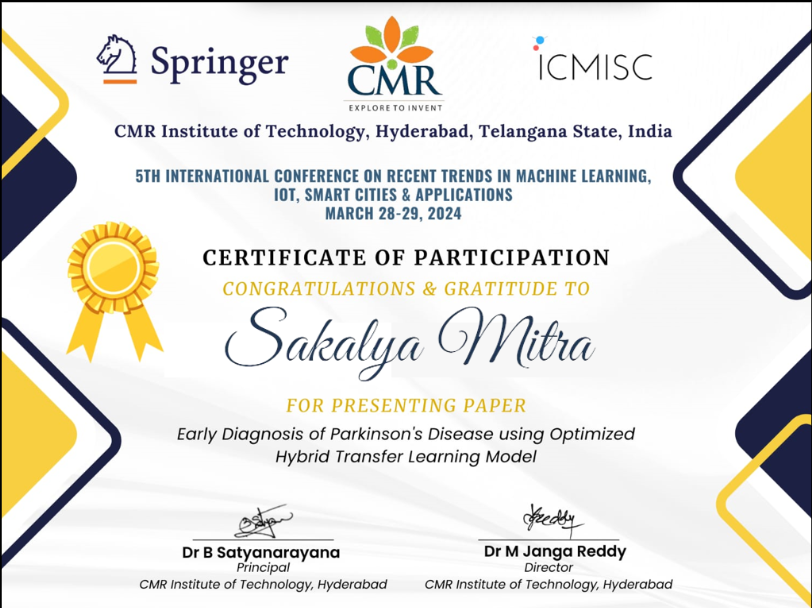 Springer
CMR
EXPLORE TO INVENT
iCMISC
CMR Institute of Technology, Hyderabad, Telangana State, India
5TH INTERNATIONAL CONFERENCE ON RECENT TRENDS IN MACHINE LEARNING,
IOT, SMART CITIES & APPLICATIONS
MARCH 28-29, 2024
CERTIFICATE OF PARTICIPATION
CONGRATULATIONS & GRATITUDE TO
Sakalya Mitra
FOR PRESENTING PAPER
Early Diagnosis of Parkinson's Disease using Optimized
Hybrid Transfer Learning Model
Dr B Satyanarayana
Principal
CMR Institute of Technology, Hyderabad
Dr M Janga Reddy
Director
CMR Institute of Technology, Hyderabad